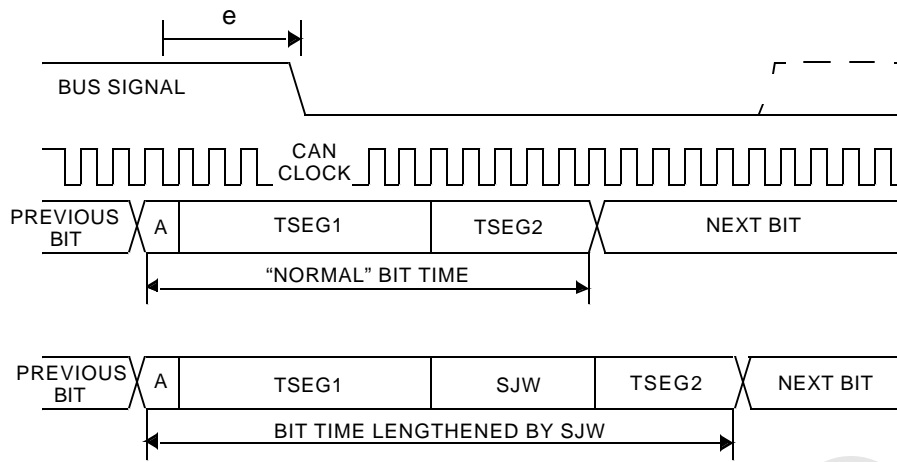 e
BUS SIGNAL
CAN
CLOCK
PREVIOUS
BIT
A
TSEG1
TSEG2
NEXT BIT
“NORMAL” BIT TIME
PREVIOUS
BIT
A
TSEG1
SJW
TSEG2
NEXT BIT
BIT TIME LENGTHENED BY SJW